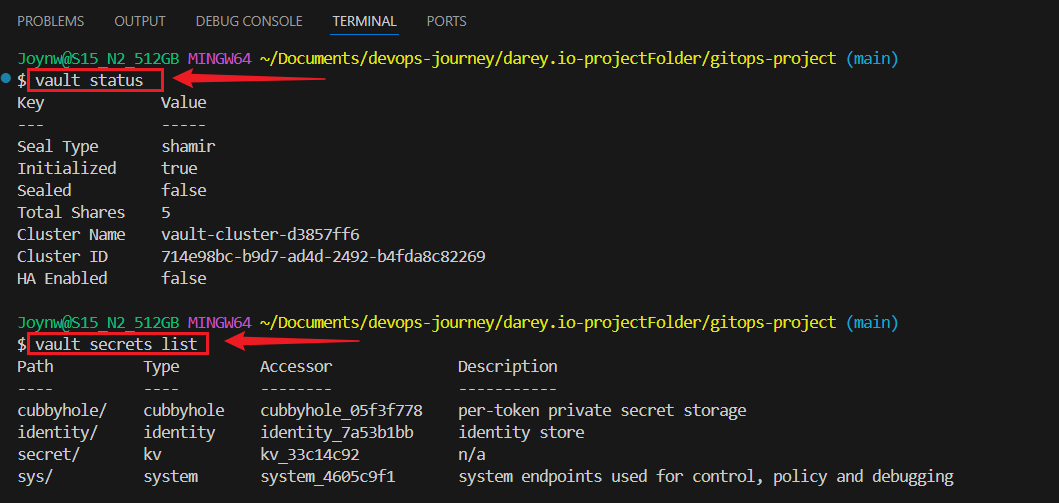 PROBLEMS OUTPUT DEBUG CONSOLE TERMINAL PORTS
Joynw@S15_N2_512GB MINGW64 ~/Documents/devops-journey/darey.io-projectFolder/gitops-project (main)
$ vault status
Key Value
--- -----
Seal Type shamir
Initialized true
Sealed false
Total Shares 5
Cluster Name vault-cluster-d3857ff6
Cluster ID 714e98bc-b9d7-ad4d-2492-b4fda8c82269
HA Enabled false
Joynw@S15_N2_512GB MINGW64 ~/Documents/devops-journey/darey.io-projectFolder/gitops-project (main)
$ vault secrets list
Path Type Accessor Description
---- ---- -------- -----------
cubbyhole/ cubbyhole cubbyhole_05f3f778 per-token private secret storage
identity/ identity identity_7a53b1bb identity store
secret/ kv kv_33c14c92 n/a
sys/ system system_4605c9f1 system endpoints used for control, policy and debugging